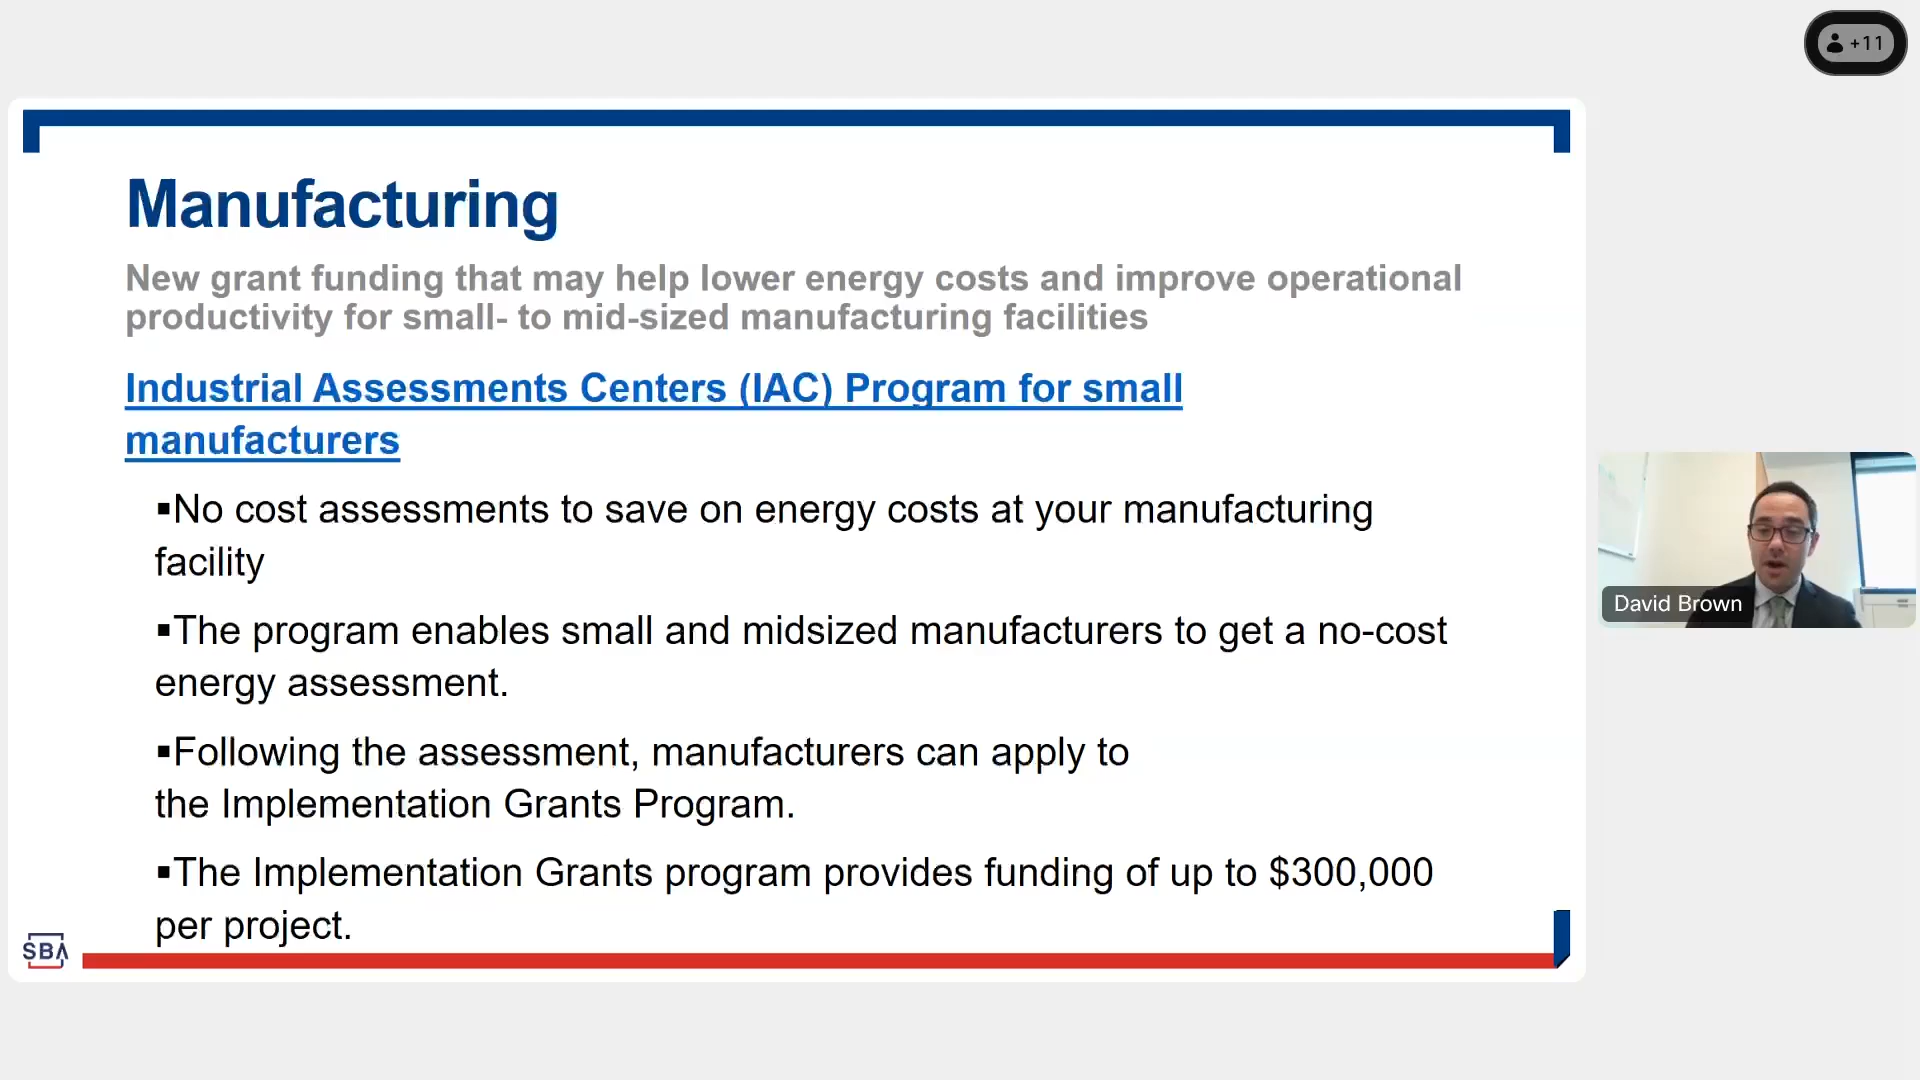 +11
Manufacturing
New grant funding that may help lower energy costs and improve operational
productivity for small- to mid-sized manufacturing facilities
Industrial Assessments Centers (IAC) Program for small
manufacturers
▪No cost assessments to save on energy costs at your manufacturing
facility
▪The program enables small and midsized manufacturers to get a no-cost
energy assessment.
▪Following the assessment, manufacturers can apply to
the Implementation Grants Program.
▪The Implementation Grants program provides funding of up to $300,000
per project.
SBA
David Brown